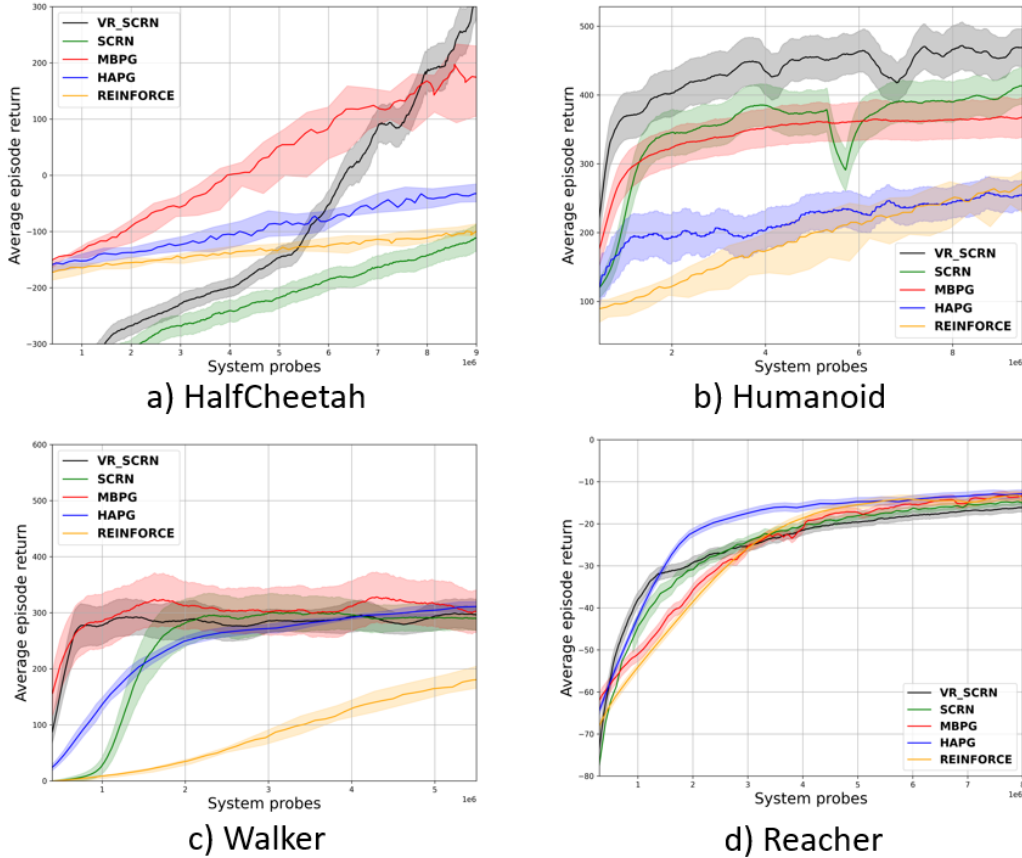 300
200
100
0
−100
−200
−300
Average episode return
VR_SCRN
SCRN
MBPG
HAPG
REINFORCE
1 2 3 4 5 6 7 8 9
1e6
System probes
a) HalfCheetah
500
400
300
200
100
Average episode return
VR_SCRN
SCRN
MBPG
HAPG
REINFORCE
2 4 6 8
1e6
System probes
b) Humanoid
600
500
400
300
200
100
0
Average episode return
VR_SCRN
SCRN
MBPG
HAPG
REINFORCE
1 2 3 4 5
1e6
System probes
c) Walker
0
−10
−20
−30
−40
−50
−60
−70
−80
Average episode return
VR_SCRN
SCRN
MBPG
HAPG
REINFORCE
1 2 3 4 5 6 7 8
1e6
System probes
d) Reacher